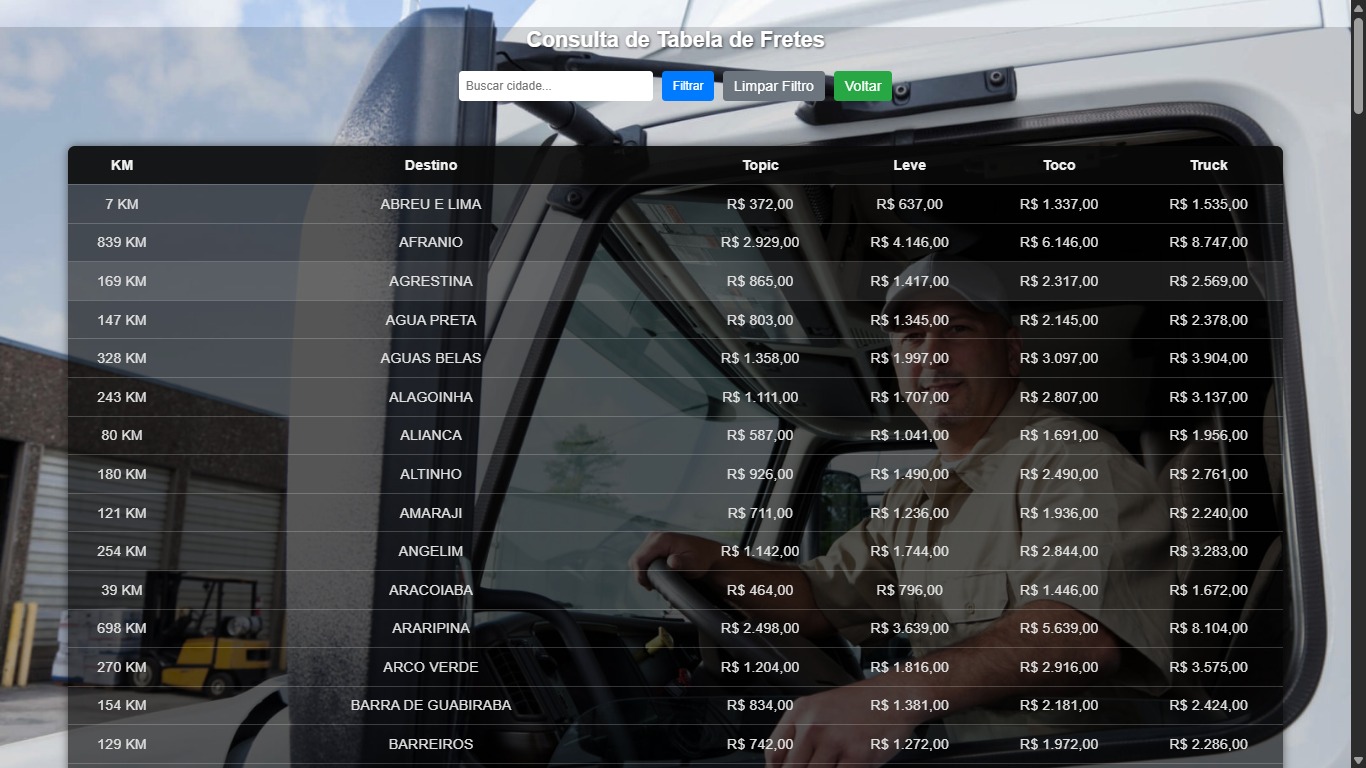 Consulta de Tabela de Fretes
Buscar cidade... Filtrar Limpar Filtro Voltar
KM Destino Topic Leve Toco Truck
7 KM ABREU E LIMA R$ 372,00 R$ 637,00 R$ 1.337,00 R$ 1.535,00
839 KM AFRANIO R$ 2.929,00 R$ 4.146,00 R$ 6.146,00 R$ 8.747,00
169 KM AGRESTINA R$ 865,00 R$ 1.417,00 R$ 2.317,00 R$ 2.569,00
147 KM AGUA PRETA R$ 803,00 R$ 1.345,00 R$ 2.145,00 R$ 2.378,00
328 KM AGUAS BELAS R$ 1.358,00 R$ 1.997,00 R$ 3.097,00 R$ 3.904,00
243 KM ALAGOINHA R$ 1.111,00 R$ 1.707,00 R$ 2.807,00 R$ 3.137,00
80 KM ALIANCA R$ 587,00 R$ 1.041,00 R$ 1.691,00 R$ 1.956,00
180 KM ALTINHO R$ 926,00 R$ 1.490,00 R$ 2.490,00 R$ 2.761,00
121 KM AMARAJI R$ 711,00 R$ 1.236,00 R$ 1.936,00 R$ 2.240,00
254 KM ANGELIM R$ 1.142,00 R$ 1.744,00 R$ 2.844,00 R$ 3.283,00
39 KM ARACOIABA R$ 464,00 R$ 796,00 R$ 1.446,00 R$ 1.672,00
698 KM ARARIPINA R$ 2.498,00 R$ 3.639,00 R$ 5.639,00 R$ 8.104,00
270 KM ARCO VERDE R$ 1.204,00 R$ 1.816,00 R$ 2.916,00 R$ 3.575,00
154 KM BARRA DE GUABIRABA R$ 834,00 R$ 1.381,00 R$ 2.181,00 R$ 2.424,00
129 KM BARREIROS R$ 742,00 R$ 1.272,00 R$ 1.972,00 R$ 2.286,00